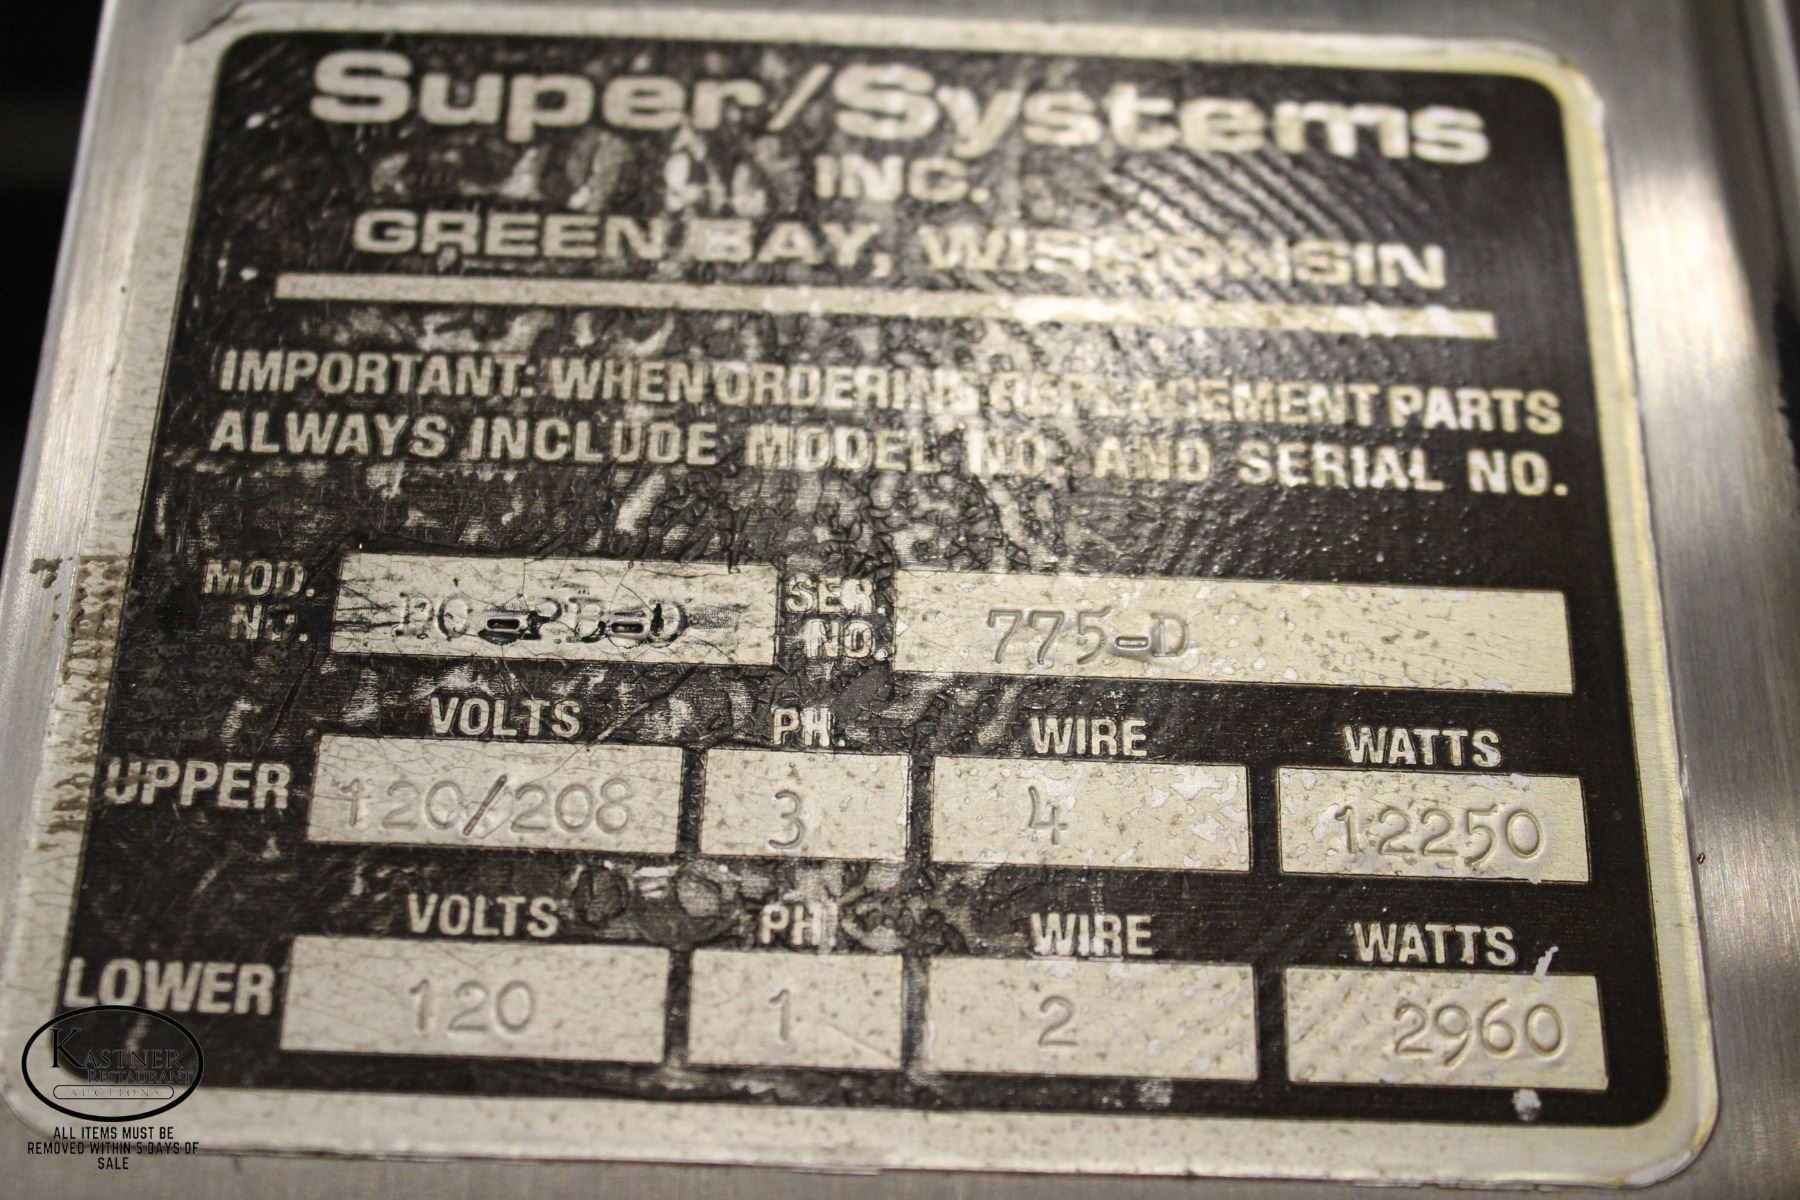 Super/Systems
INC.
GREEN BAY, WISCONSIN
IMPORTANT: WHEN ORDERING REPLACEMENT PARTS
ALWAYS INCLUDE MODEL NO. AND SERIAL NO.
MOD. NO. SER. NO. 775-D
VOLTS PH. WIRE WATTS
UPPER 120/208 3 4 12250
VOLTS PH. WIRE WATTS
LOWER 120 1 2 2960
KASTNER
RESTAURANT
AUCTIONS
ALL ITEMS MUST BE
REMOVED WITHIN 5 DAYS OF
SALE